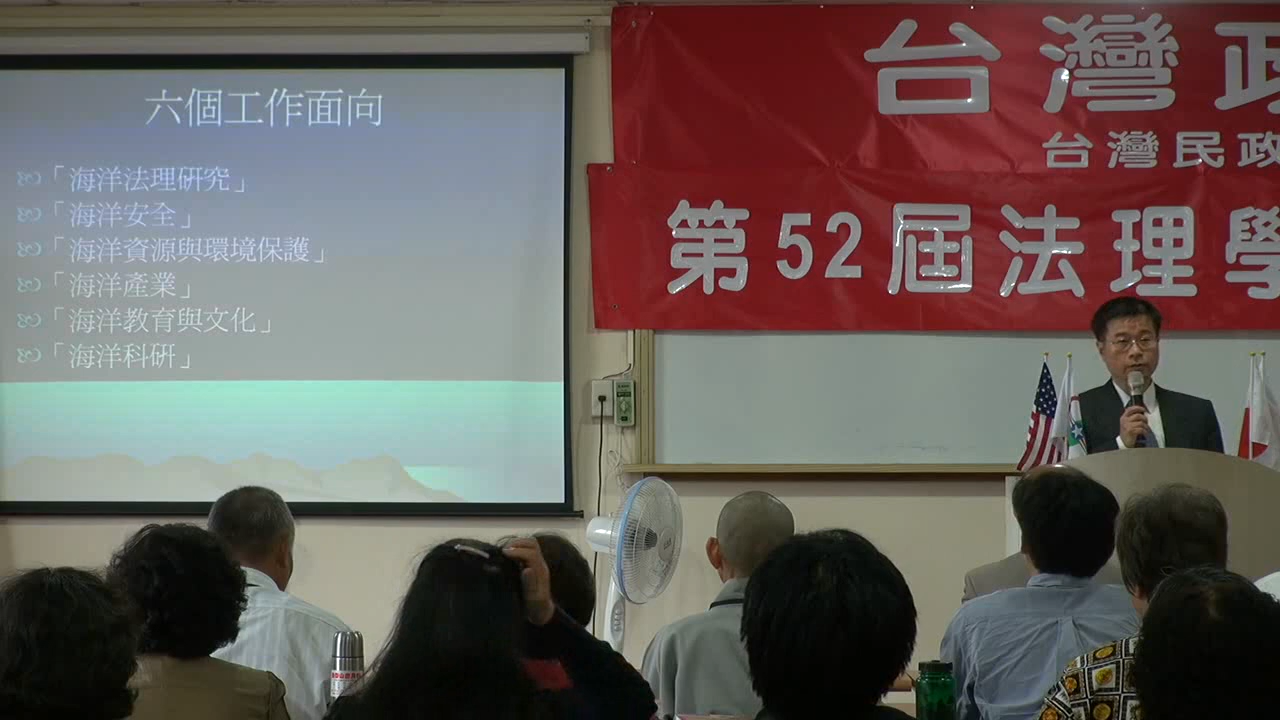 六個工作面向
「海洋法理研究」
「海洋安全」
「海洋資源與環境保護」
「海洋產業」
「海洋教育與文化」
「海洋科研」
台灣政
台灣民政
第52屆法理學